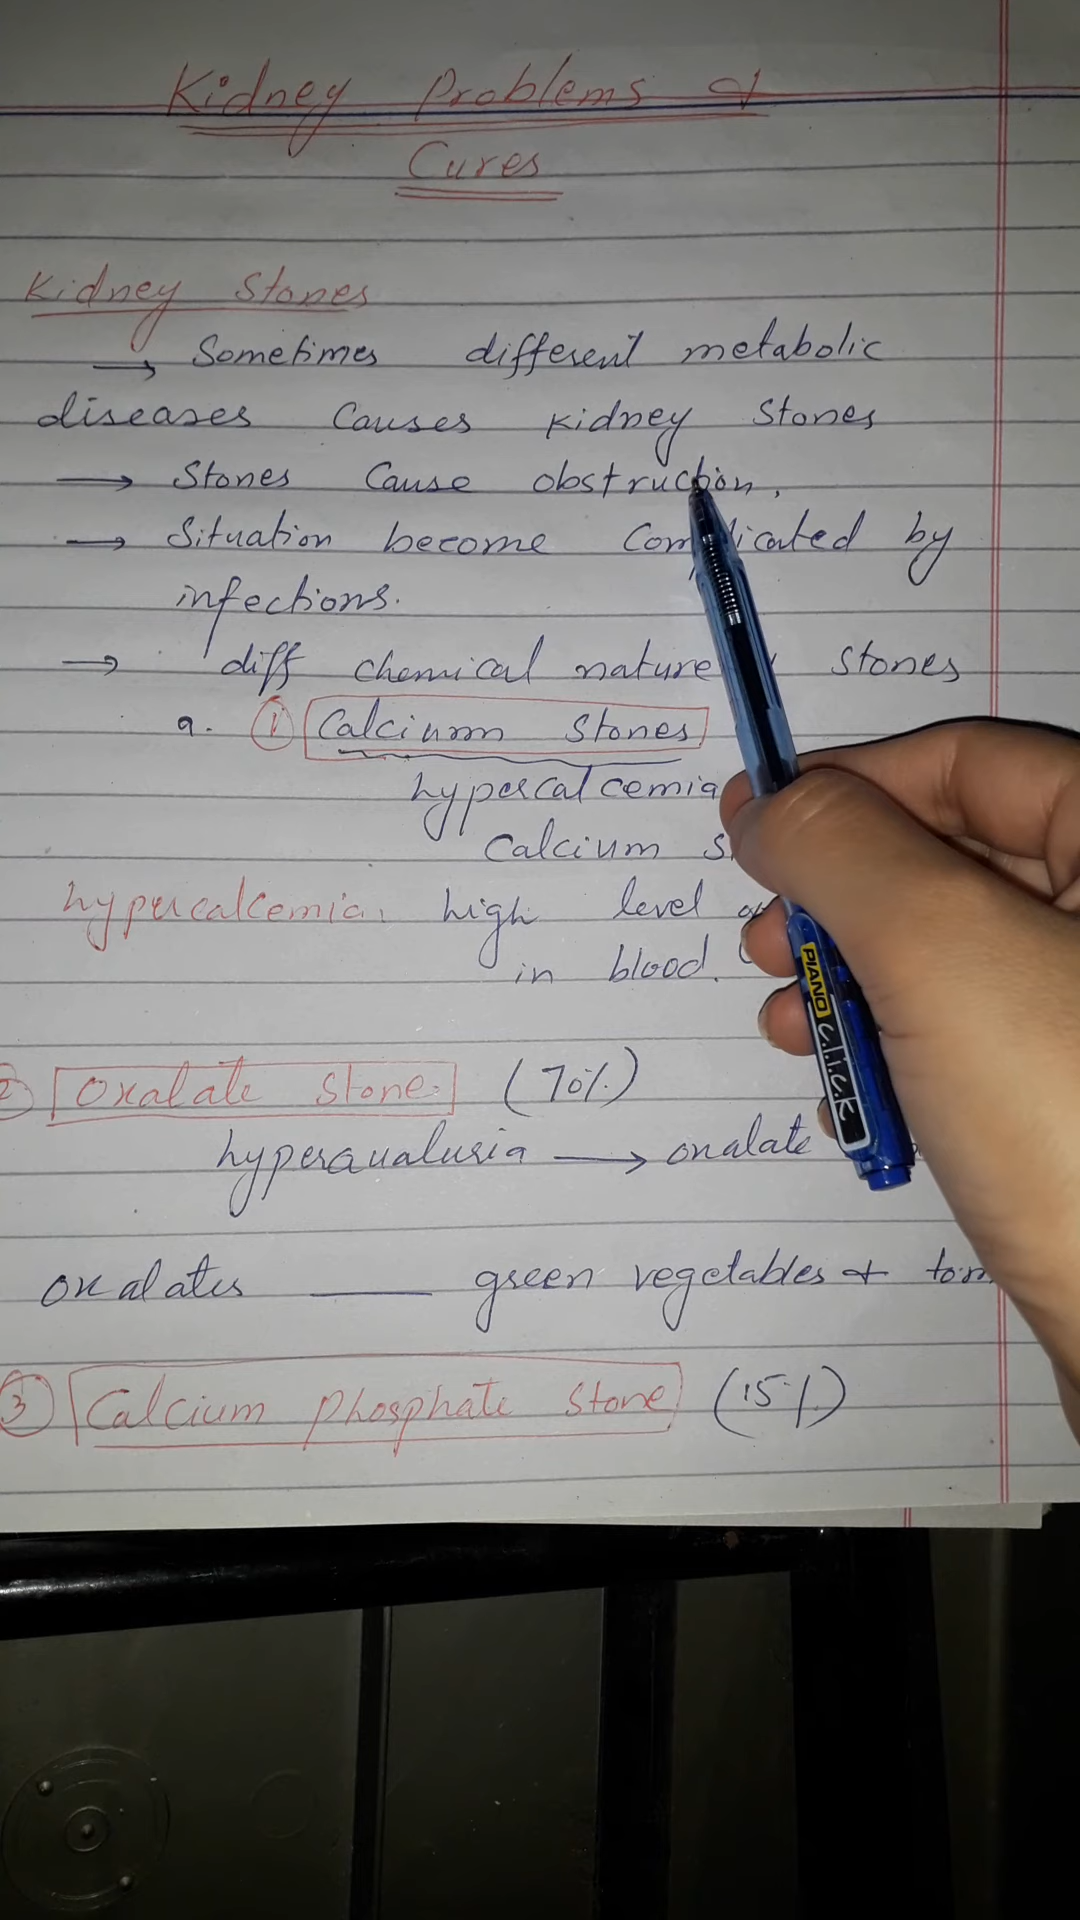 Kidney Problems &
Cures
Kidney Stones
→ Sometimes different metabolic
diseases causes kidney stones
→ Stones cause obstruction.
→ Situation become complicated by
infections.
→ diff chemical nature stones
a. ① Calcium Stones
hypercalcemia
Calcium
hypercalcemia: high level of
in blood.
② Oxalate Stone. (70%)
hyperaualuria → oxalate
oxalates — green vegetables &
③ Calcium Phosphate Stone (15%)
PIANO
c.l.i.c.k